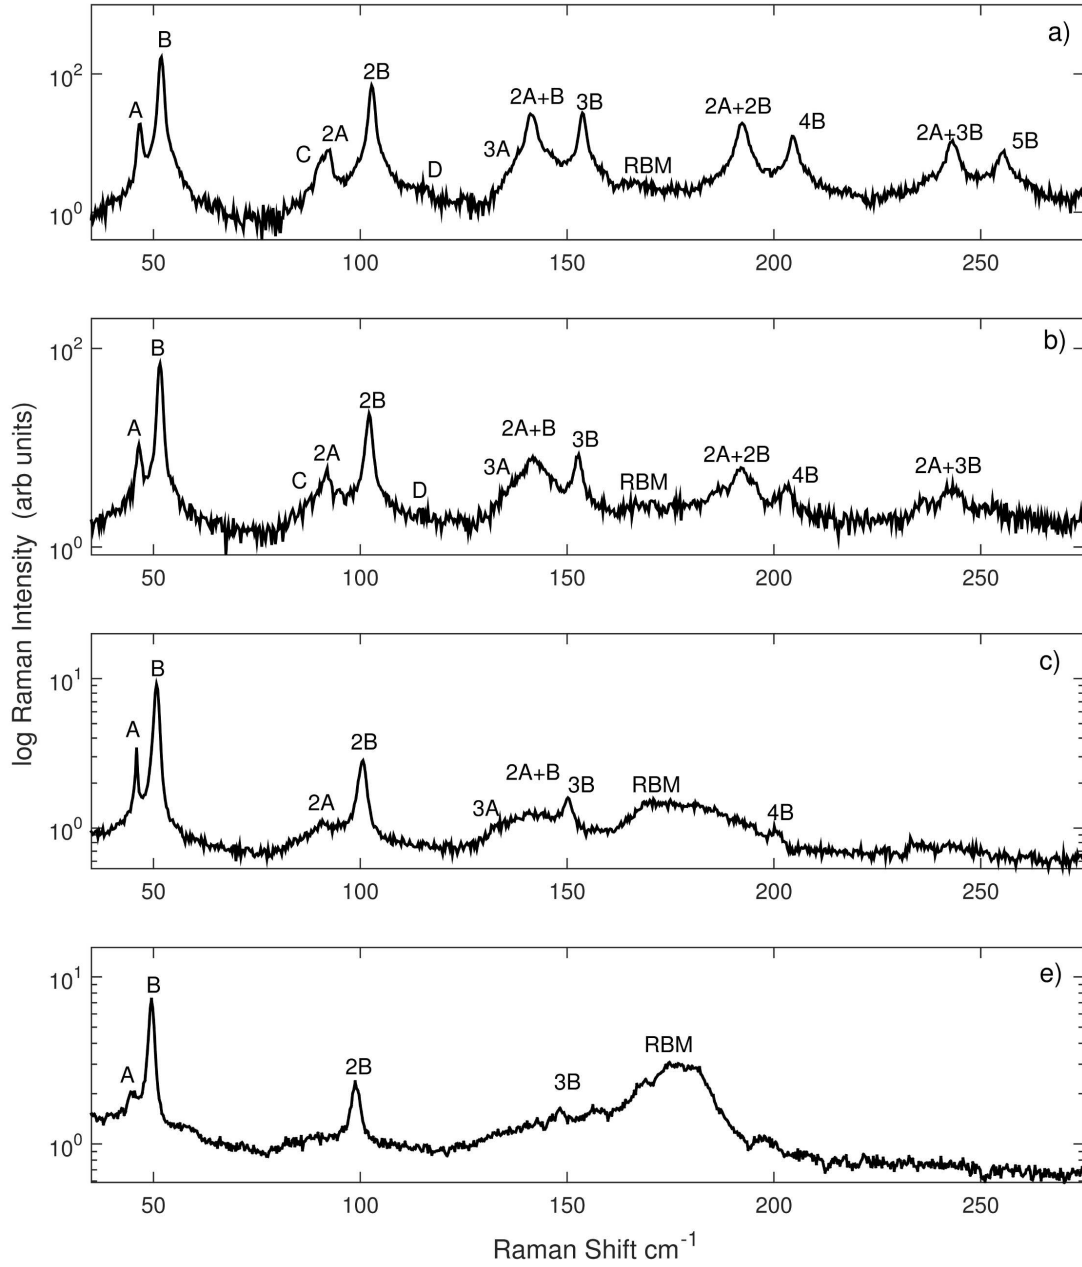 a)
B
A
2B
2A
C
D
3A
2A+B
3B
RBM
2A+2B
4B
2A+3B
5B
10²
10⁰
50 100 150 200 250
b)
B
A
2B
2A
C
D
3A
2A+B
3B
RBM
2A+2B
4B
2A+3B
10²
10⁰
50 100 150 200 250
log Raman Intensity (arb units)
c)
B
A
2B
2A
3A
2A+B
3B
RBM
4B
10¹
10⁰
50 100 150 200 250
e)
B
A
2B
3B
RBM
10¹
10⁰
50 100 150 200 250
Raman Shift cm⁻¹